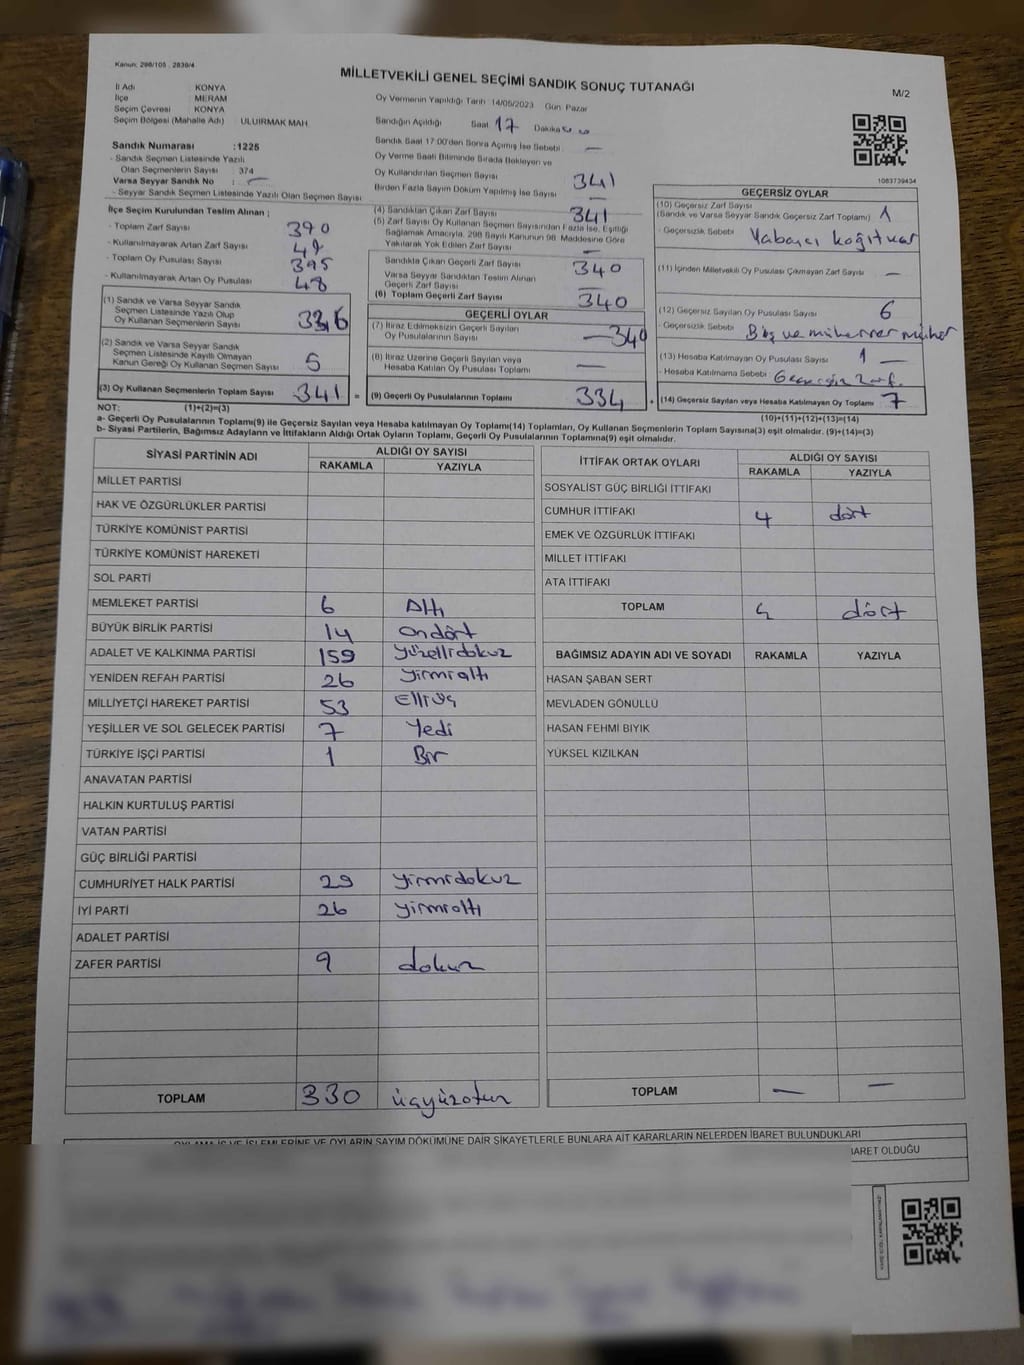 Kanun: 298/105 , 2839/4
MİLLETVEKİLİ GENEL SEÇİMİ SANDIK SONUÇ TUTANAĞI
M/2
İl Adı : KONYA
İlçe : MERAM
Seçim Çevresi : KONYA
Seçim Bölgesi (Mahalle Adı) : ULUIRMAK MAH.
Oy Vermenin Yapıldığı Tarih :14/05/2023 Gün: Pazar
Sandığın Açıldığı Saat 17 Dakika
Sandık Saat 17:00'den Sonra Açılmış İse Sebebi : —
Oy Verme Saati Bitiminde Sırada Bekleyen ve
Oy Kullandırılan Seçmen Sayısı 341
Birden Fazla Sayım Döküm Yapılmış İse Sayısı —
Sandık Numarası :1225
- Sandık Seçmen Listesinde Yazılı
Olan Seçmenlerin Sayısı : 374
Varsa Seyyar Sandık No : —
- Seyyar Sandık Seçmen Listesinde Yazılı Olan Seçmen Sayısı
1083739434
İlçe Seçim Kurulundan Teslim Alınan ;
- Toplam Zarf Sayısı : 390
- Kullanılmayarak Artan Zarf Sayısı : 49
- Toplam Oy Pusulası Sayısı : 395
- Kullanılmayarak Artan Oy Pusulası : 48
(1) Sandık ve Varsa Seyyar Sandık
Seçmen Listesinde Yazılı Olup
Oy Kullanan Seçmenlerin Sayısı 336
(2) Sandık ve Varsa Seyyar Sandık
Seçmen Listesinde Kayıtlı Olmayan
Kanun Gereği Oy Kullanan Seçmen Sayısı 5
(3) Oy Kullanan Seçmenlerin Toplam Sayısı 341 =
(4) Sandıktan Çıkan Zarf Sayısı 341
(5) Zarf Sayısı Oy Kullanan Seçmen Sayısından Fazla İse, Eşitliği
Sağlamak Amacıyla, 298 Sayılı Kanunun 98. Maddesine Göre
Yakılarak Yok Edilen Zarf Sayısı —
Sandıkta Çıkan Geçerli Zarf Sayısı 340
Varsa Seyyar Sandıktan Teslim Alınan
Geçerli Zarf Sayısı —
(6) Toplam Geçerli Zarf Sayısı 340
GEÇERLİ OYLAR
(7) İtiraz Edilmeksizin Geçerli Sayılan
Oy Pusulalarının Sayısı —340
(8) İtiraz Üzerine Geçerli Sayılan veya
Hesaba Katılan Oy Pusulası Toplamı —
(9) Geçerli Oy Pusulalarının Toplamı 334 +
GEÇERSİZ OYLAR
(10) Geçersiz Zarf Sayısı
(Sandık ve Varsa Seyyar Sandık Geçersiz Zarf Toplamı) 1
- Geçersizlik Sebebi : Yabancı kağıt var
(11) İçinden Milletvekili Oy Pusulası Çıkmayan Zarf Sayısı —
(12) Geçersiz Sayılan Oy Pusulası Sayısı 6
- Geçersizlik Sebebi : Boş ve mükerrer mühür
(13) Hesaba Katılmayan Oy Pusulası Sayısı 1 —
- Hesaba Katılmama Sebebi : Geçersiz zarf.
(14) Geçersiz Sayılan veya Hesaba Katılmayan Oy Toplamı 7
NOT: (1)+(2)=(3)
(10)+(11)+(12)+(13)=(14)
a- Geçerli Oy Pusulalarının Toplamı(9) ile Geçersiz Sayılan veya Hesaba Katılmayan Oy Toplamı(14) Toplamları, Oy Kullanan Seçmenlerin Toplam Sayısına(3) eşit olmalıdır. (9)+(14)=(3)
b- Siyasi Partilerin, Bağımsız Adayların ve İttifakların Aldığı Ortak Oyların Toplamı, Geçerli Oy Pusulalarının Toplamına(9) eşit olmalıdır.
SİYASİ PARTİNİN ADI ALDIĞI OY SAYISI
RAKAMLA YAZIYLA
MİLLET PARTİSİ
HAK VE ÖZGÜRLÜKLER PARTİSİ
TÜRKİYE KOMÜNİST PARTİSİ
TÜRKİYE KOMÜNİST HAREKETİ
SOL PARTİ
MEMLEKET PARTİSİ 6 Altı
BÜYÜK BİRLİK PARTİSİ 14 ondört
ADALET VE KALKINMA PARTİSİ 159 yüzellidokuz
YENİDEN REFAH PARTİSİ 26 yirmialtı
MİLLİYETÇİ HAREKET PARTİSİ 53 Elliüç
YEŞİLLER VE SOL GELECEK PARTİSİ 7 Yedi
TÜRKİYE İŞÇİ PARTİSİ 1 Bir
ANAVATAN PARTİSİ
HALKIN KURTULUŞ PARTİSİ
VATAN PARTİSİ
GÜÇ BİRLİĞİ PARTİSİ
CUMHURİYET HALK PARTİSİ 29 yirmidokuz
İYİ PARTİ 26 yirmialtı
ADALET PARTİSİ
ZAFER PARTİSİ 9 dokuz
TOPLAM 330 üçyüzotuz
İTTİFAK ORTAK OYLARI ALDIĞI OY SAYISI
RAKAMLA YAZIYLA
SOSYALİST GÜÇ BİRLİĞİ İTTİFAKI
CUMHUR İTTİFAKI 4 dört
EMEK VE ÖZGÜRLÜK İTTİFAKI
MİLLET İTTİFAKI
ATA İTTİFAKI
TOPLAM 4 dört
BAĞIMSIZ ADAYIN ADI VE SOYADI RAKAMLA YAZIYLA
HASAN ŞABAN SERT
MEVLADEN GÖNULLÜ
HASAN FEHMİ BIYIK
YÜKSEL KIZILKAN
TOPLAM — —
OYLAMA İŞ VE İŞLEMLERİNE VE OYLARIN SAYIM DÖKÜMÜNE DAİR ŞİKAYETLERLE BUNLARA AİT KARARLARIN NELERDEN İBARET BULUNDUKLARI
İBARET OLDUĞU